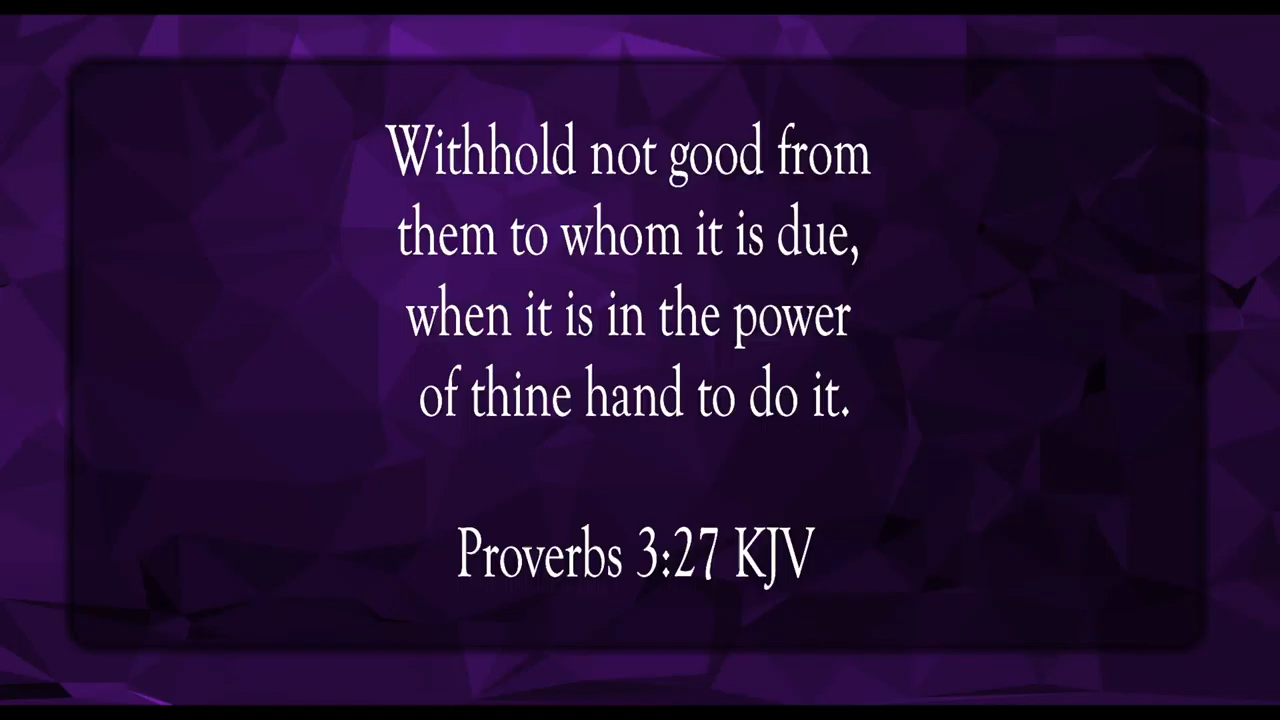 Withhold not good from
them to whom it is due,
when it is in the power
of thine hand to do it.
Proverbs 3:27 KJV